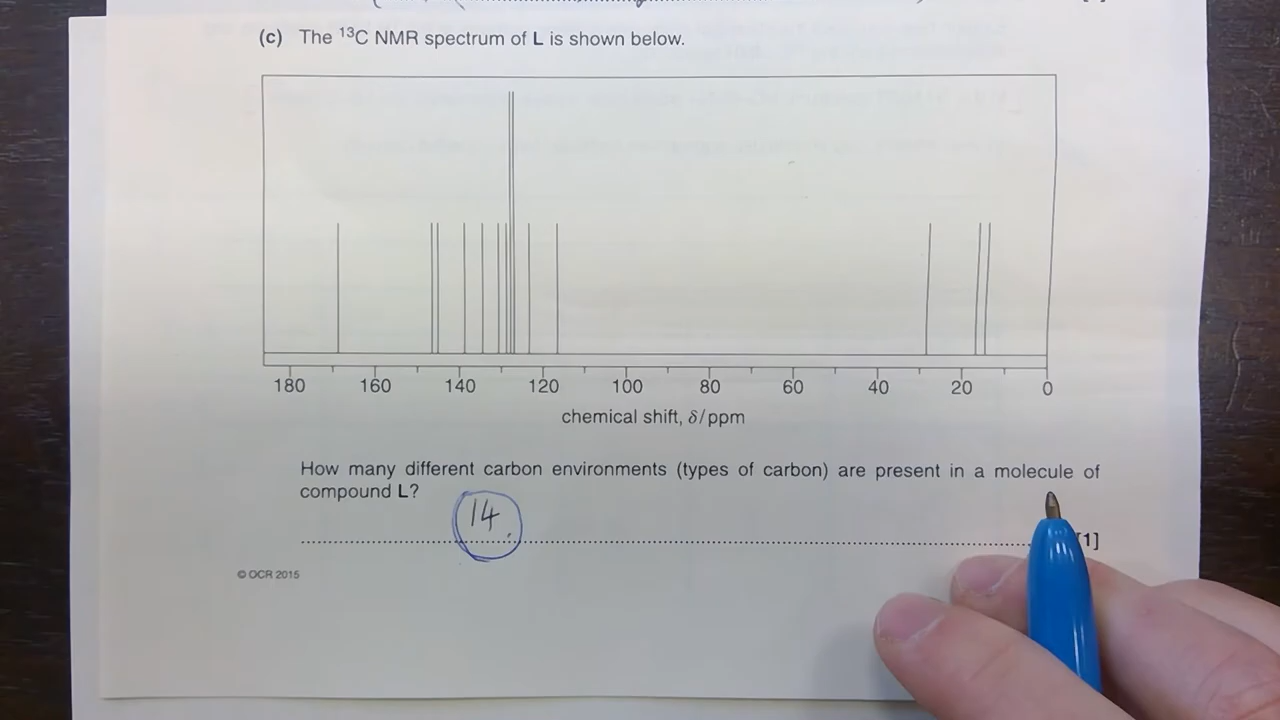 (c) The ¹³C NMR spectrum of L is shown below.
180 160 140 120 100 80 60 40 20 0
chemical shift, δ/ppm
How many different carbon environments (types of carbon) are present in a molecule of
compound L?
14
[1]
© OCR 2015